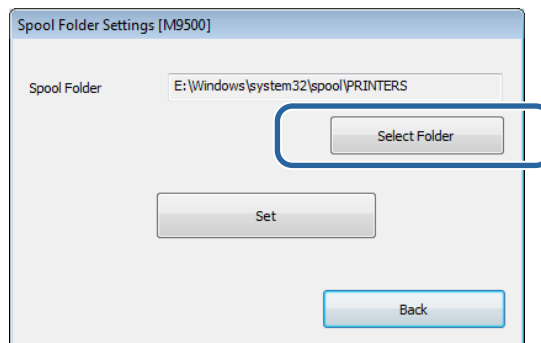 Spool Folder Settings [M9500]
Spool Folder E:\Windows\system32\spool\PRINTERS
Select Folder
Set
Back